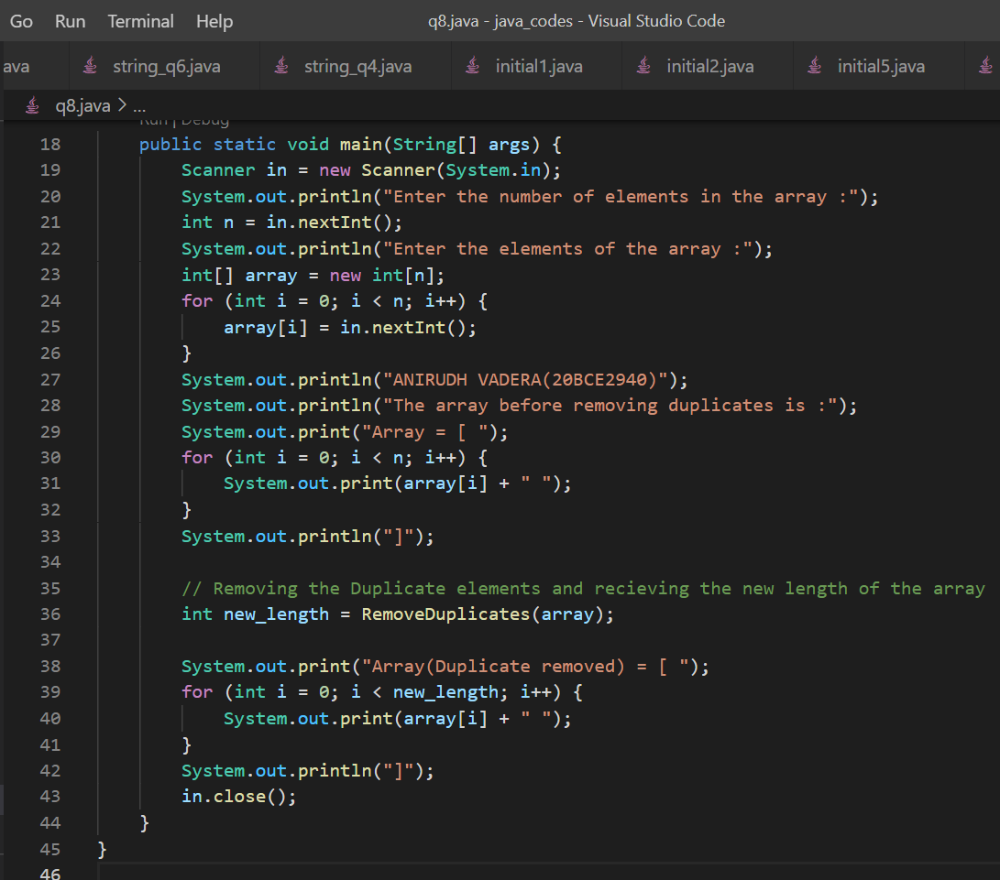 Go Run Terminal Help q8.java - java_codes - Visual Studio Code
ava string_q6.java string_q4.java initial1.java initial2.java initial5.java
q8.java > ...
Run | Debug
18 public static void main(String[] args) {
19 Scanner in = new Scanner(System.in);
20 System.out.println("Enter the number of elements in the array :");
21 int n = in.nextInt();
22 System.out.println("Enter the elements of the array :");
23 int[] array = new int[n];
24 for (int i = 0; i < n; i++) {
25 array[i] = in.nextInt();
26 }
27 System.out.println("ANIRUDH VADERA(20BCE2940)");
28 System.out.println("The array before removing duplicates is :");
29 System.out.print("Array = [ ");
30 for (int i = 0; i < n; i++) {
31 System.out.print(array[i] + " ");
32 }
33 System.out.println("]");
34
35 // Removing the Duplicate elements and recieving the new length of the array
36 int new_length = RemoveDuplicates(array);
37
38 System.out.print("Array(Duplicate removed) = [ ");
39 for (int i = 0; i < new_length; i++) {
40 System.out.print(array[i] + " ");
41 }
42 System.out.println("]");
43 in.close();
44 }
45 }
46